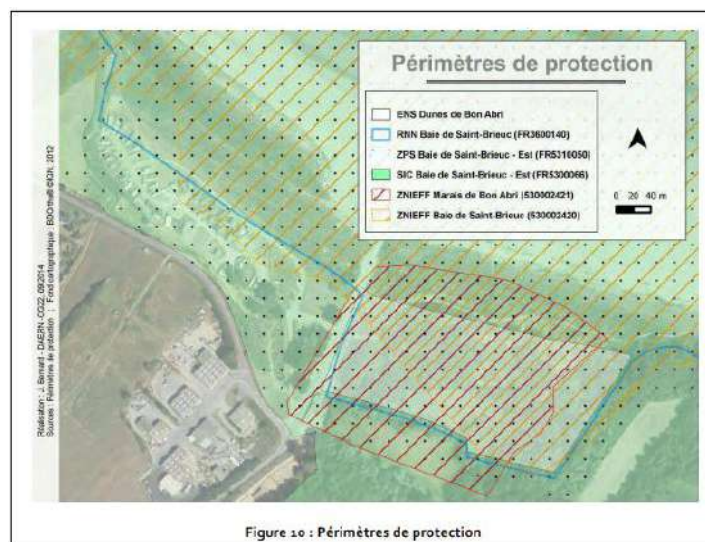 Périmètres de protection
ENS Dunes de Bon Abri
RNN Baie de Saint-Brieuc (FR3600140)
ZPS Baie de Saint-Brieuc - Est (FR5310050)
SIC Baie de Saint-Brieuc - Est (FR5300066)
ZNIEFF Marais de Bon Abri (530002421)
ZNIEFF Baie de Saint-Brieuc (530002420)
0 20 40 m
Réalisation : J. Bernard - DAERN - CG22, 09/2014
Sources : Périmètres de protection ; Fond cartographique : BDOrtho®©IGN, 2012
Figure 10 : Périmètres de protection